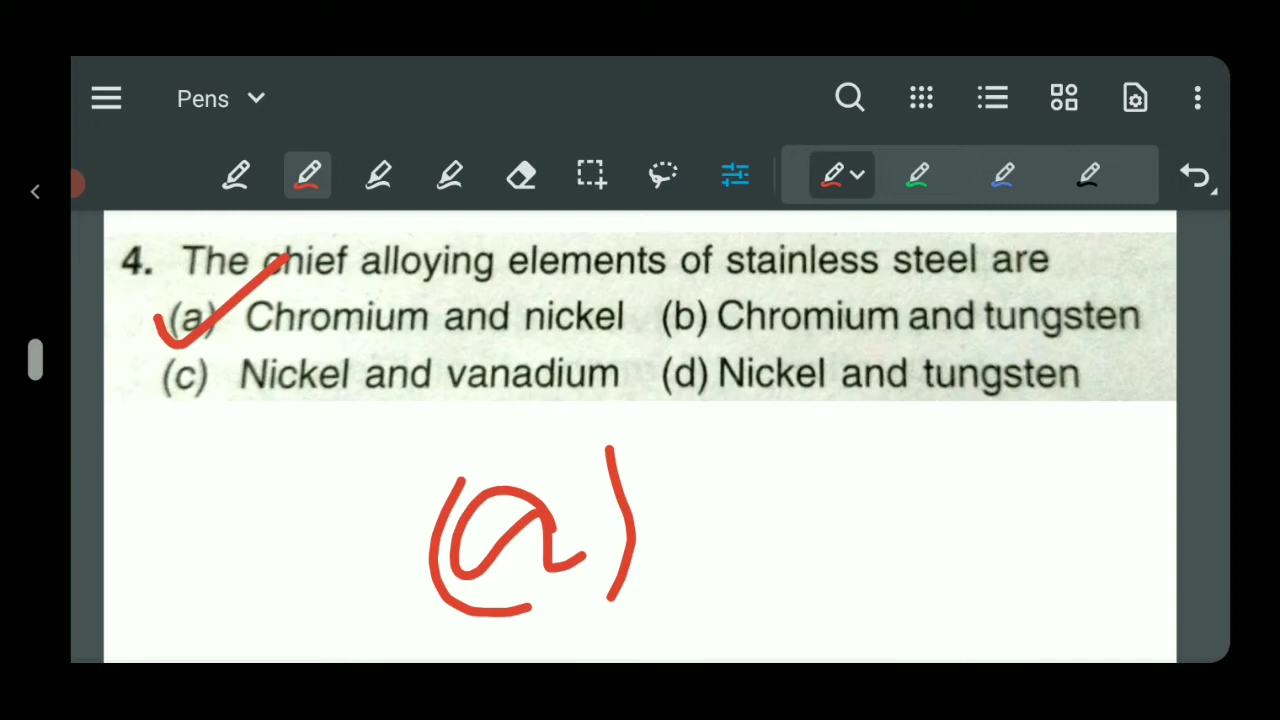 Pens
4. The chief alloying elements of stainless steel are
(a) Chromium and nickel (b) Chromium and tungsten
(c) Nickel and vanadium (d) Nickel and tungsten
(a)